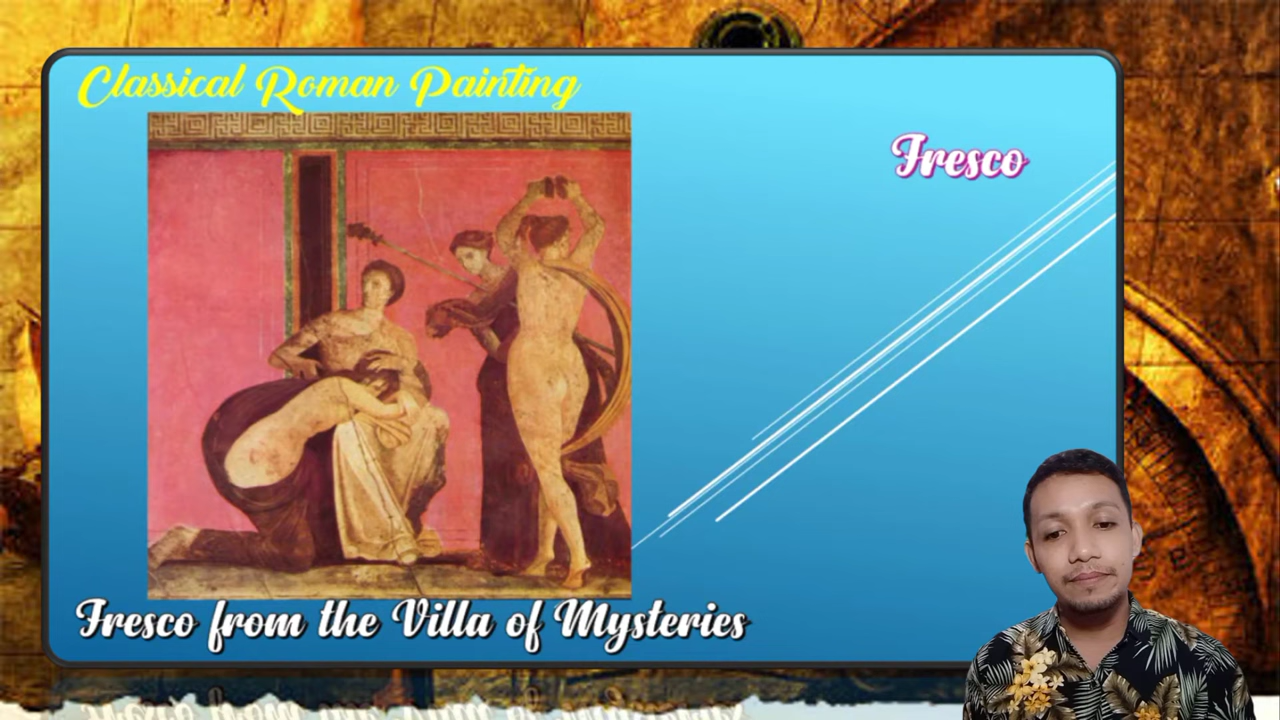 Classical Roman Painting
Fresco
Fresco from the Villa of Mysteries